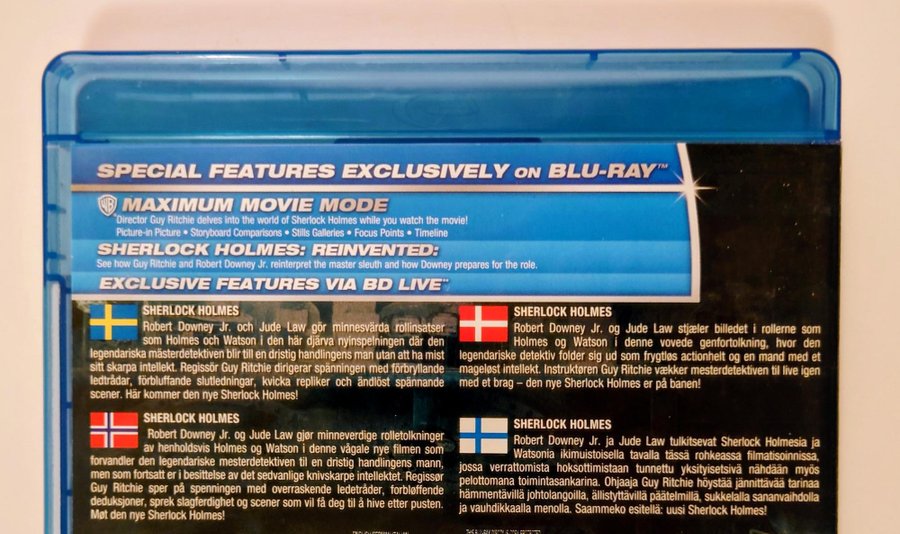 SPECIAL FEATURES EXCLUSIVELY ON BLU-RAY™
WB MAXIMUM MOVIE MODE
*Director Guy Ritchie delves into the world of Sherlock Holmes while you watch the movie!
Picture-in Picture • Storyboard Comparisons • Stills Galleries • Focus Points • Timeline
SHERLOCK HOLMES: REINVENTED:
See how Guy Ritchie and Robert Downey Jr. reinterpret the master sleuth and how Downey prepares for the role.
EXCLUSIVE FEATURES VIA BD LIVE**
SHERLOCK HOLMES
Robert Downey Jr. och Jude Law gör minnesvärda rollinsatser
som Holmes och Watson i den här djärva nyinspelningen där den
legendariska mästerdetektiven blir till en dristig handlingens man utan att ha mist
sitt skarpa intellekt. Regissör Guy Ritchie dirigerar spänningen med förbryllande
ledtrådar, förbluffande slutledningar, kvicka repliker och ändlöst spännande
scener. Här kommer den nye Sherlock Holmes!
SHERLOCK HOLMES
Robert Downey Jr. og Jude Law stjæler billedet i rollerne som
Holmes og Watson i denne vovede genfortolkning, hvor den
legendariske detektiv folder sig ud som frygtløs actionhelt og en mand med et
mageløst intellekt. Instruktøren Guy Ritchie vækker mesterdetektiven til live igen
med et brag – den nye Sherlock Holmes er på banen!
SHERLOCK HOLMES
Robert Downey Jr. og Jude Law gjør minneverdige rolletolkninger
av henholdsvis Holmes og Watson i denne vågale nye filmen som
forvandler den legendariske mesterdetektiven til en dristig handlingens mann,
men som fortsatt er i besittelse av det sedvanlige knivskarpe intellektet. Regissør
Guy Ritchie sper på spenningen med overraskende ledetråder, forbløffende
deduksjoner, sprek slagferdighet og scener som vil få deg til å hive etter pusten.
Møt den nye Sherlock Holmes!
SHERLOCK HOLMES
Robert Downey Jr. ja Jude Law tulkitsevat Sherlock Holmesia ja
Watsonia ikimuistoisella tavalla tässä rohkeassa filmatisoinnissa,
jossa verrattomista hoksottimistaan tunnettu yksityisetsivä nähdään myös
pelottomana toimintasankarina. Ohjaaja Guy Ritchie höystää jännittävää tarinaa
hämmentävillä johtolangoilla, ällistyttävillä päätelmillä, sukkelalla sananvaihdolla
ja vauhdikkaalla menolla. Saammeko esitellä: uusi Sherlock Holmes!